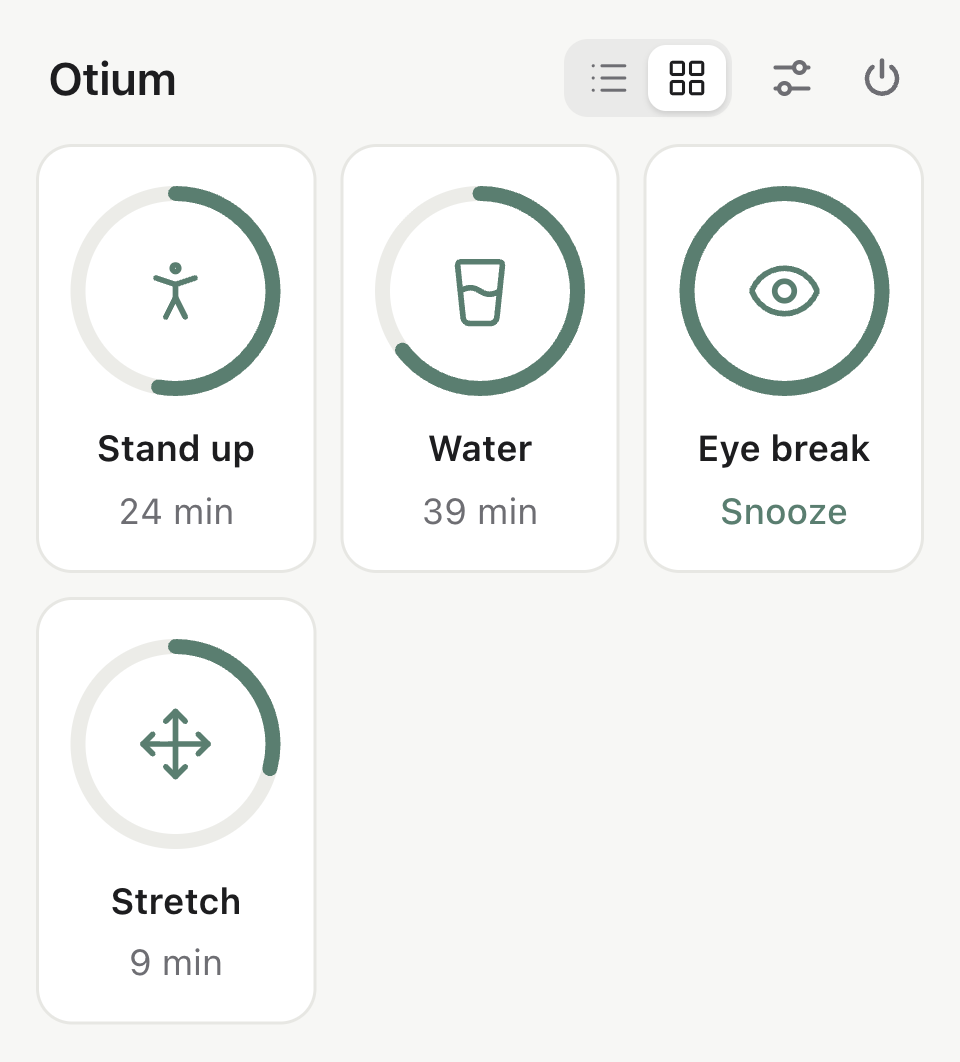 Otium
Stand up
24 min
Water
39 min
Eye break
Snooze
Stretch
9 min